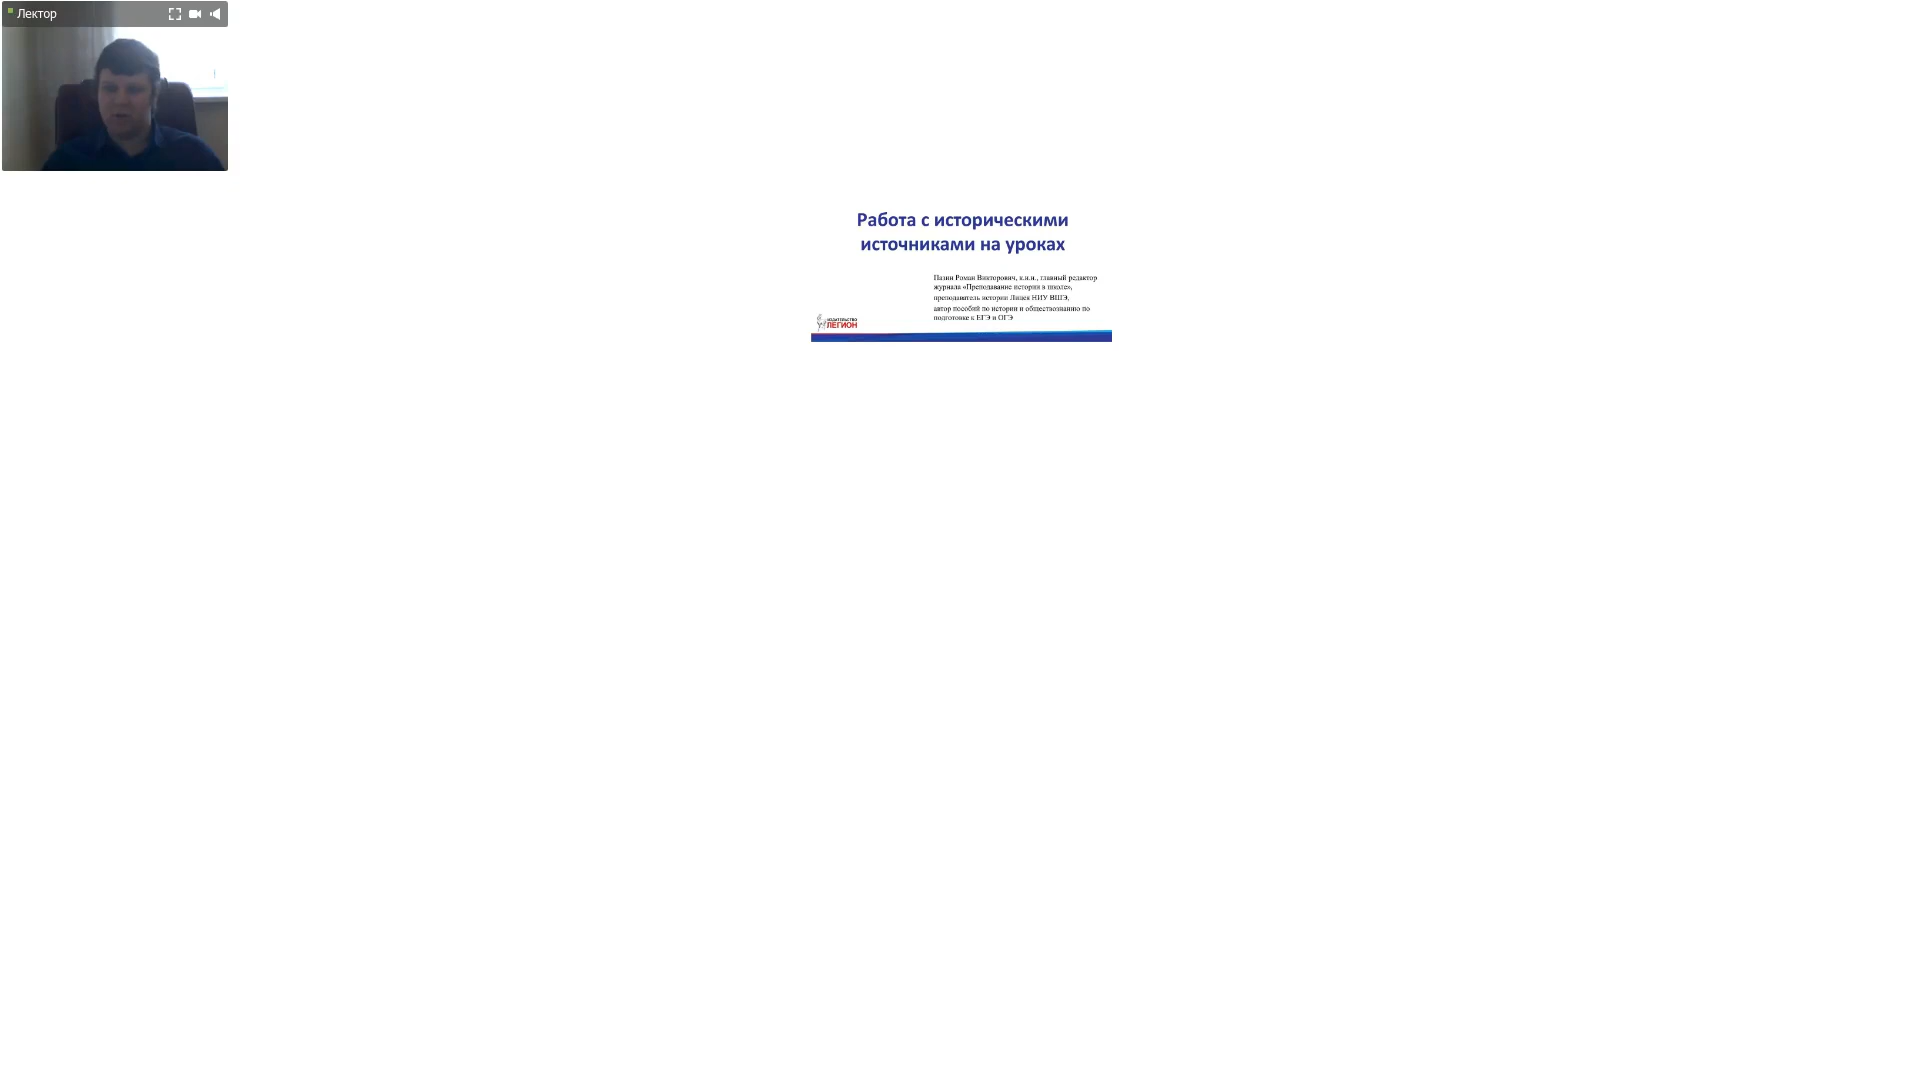 Лектор
Работа с историческими
источниками на уроках
Пазин Роман Викторович, к.и.н., главный редактор
журнала «Преподавание истории в школе»,
преподаватель истории Лицея НИУ ВШЭ,
автор пособий по истории и обществознанию по
подготовке к ЕГЭ и ОГЭ
ИЗДАТЕЛЬСТВО
ЛЕГИОН